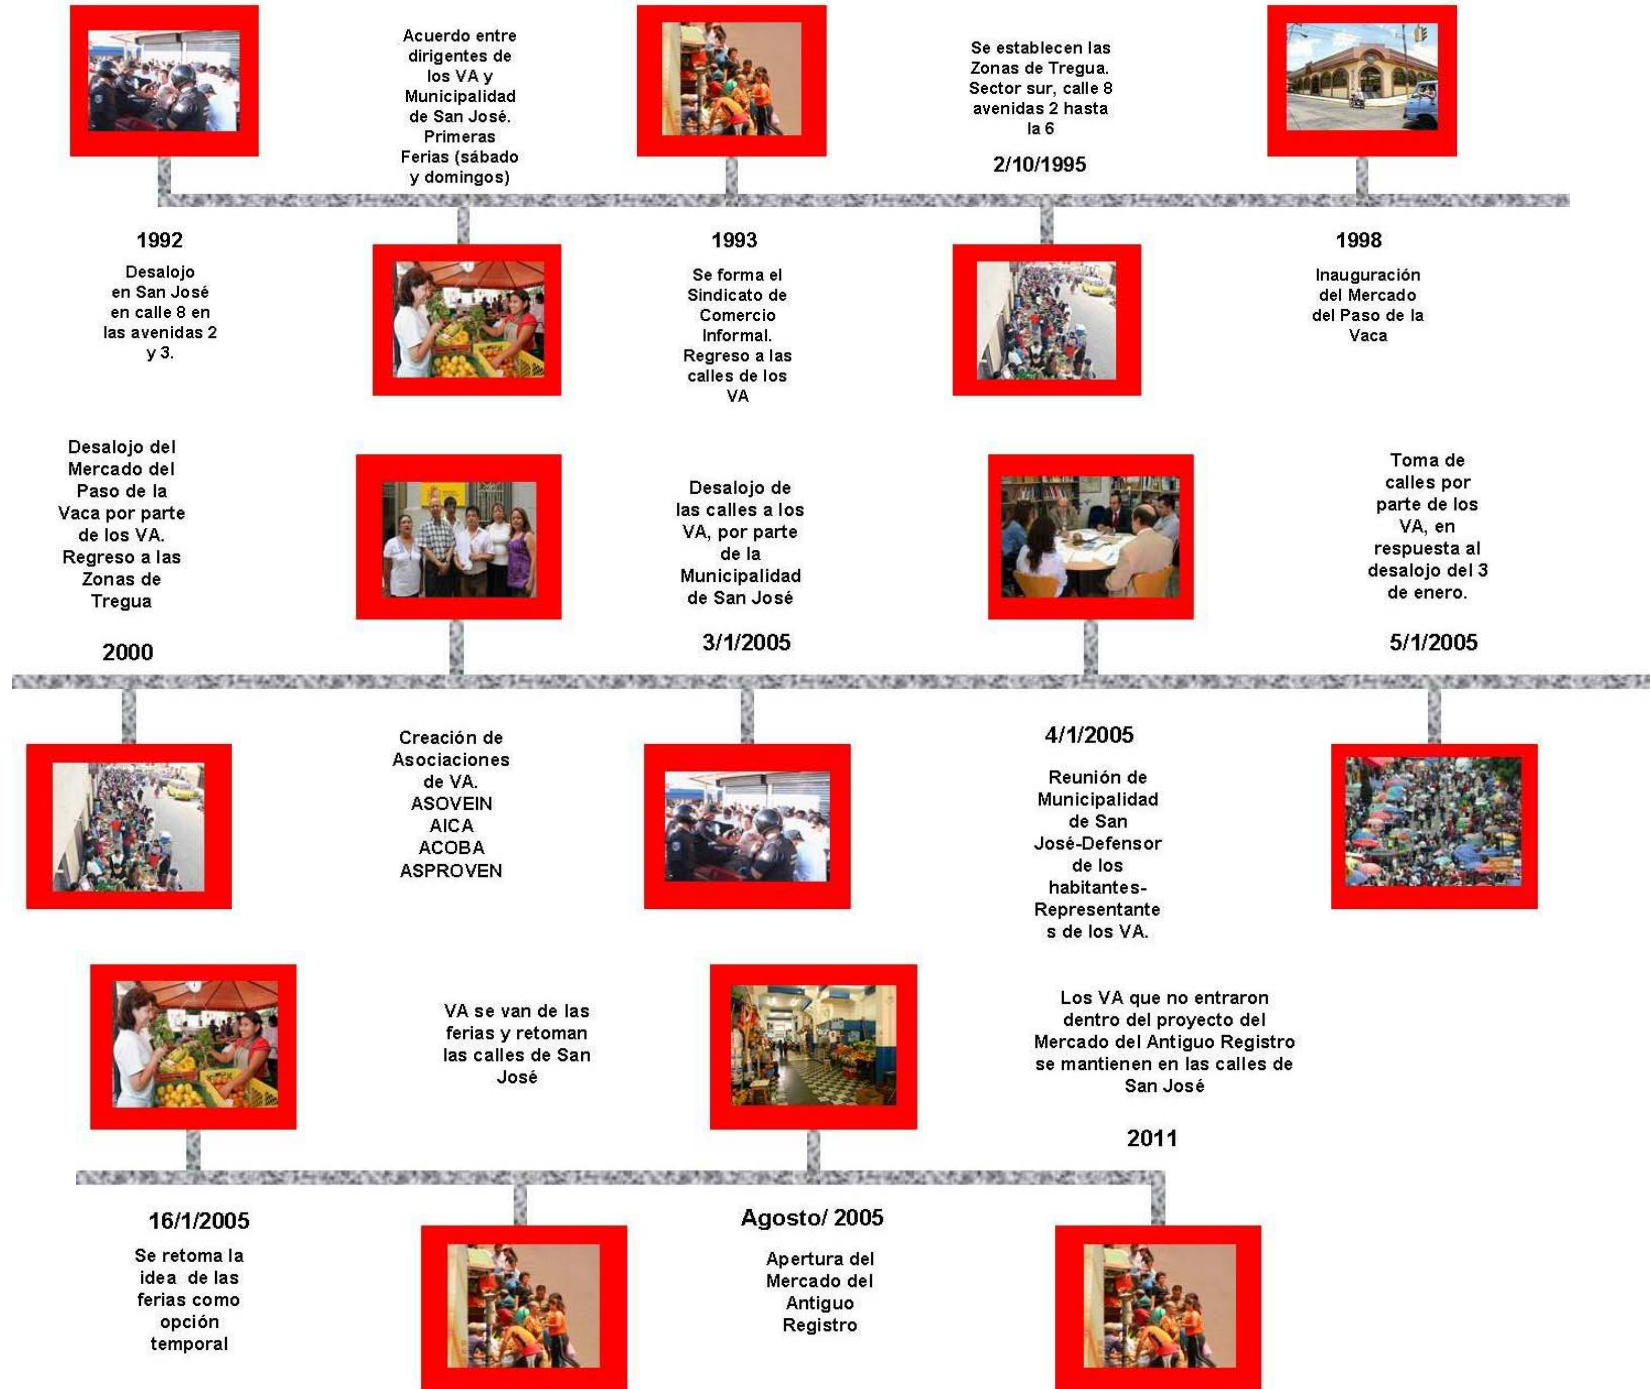 Acuerdo entre
dirigentes de
los VA y
Municipalidad
de San José.
Primeras
Ferias (sábado
y domingos)
Se establecen las
Zonas de Tregua.
Sector sur, calle 8
avenidas 2 hasta
la 6
2/10/1995
1992
Desalojo
en San José
en calle 8 en
las avenidas 2
y 3.
1993
Se forma el
Sindicato de
Comercio
Informal.
Regreso a las
calles de los
VA
1998
Inauguración
del Mercado
del Paso de la
Vaca
Desalojo del
Mercado del
Paso de la
Vaca por parte
de los VA.
Regreso a las
Zonas de
Tregua
2000
Desalojo de
las calles a los
VA, por parte
de la
Municipalidad
de San José
3/1/2005
Toma de
calles por
parte de los
VA, en
respuesta al
desalojo del 3
de enero.
5/1/2005
Creación de
Asociaciones
de VA.
ASOVEIN
AICA
ACOBA
ASPROVEN
4/1/2005
Reunión de
Municipalidad
de San
José-Defensor
de los
habitantes-
Representante
s de los VA.
VA se van de las
ferias y retoman
las calles de San
José
Los VA que no entraron
dentro del proyecto del
Mercado del Antiguo Registro
se mantienen en las calles de
San José
2011
16/1/2005
Se retoma la
idea de las
ferias como
opción
temporal
Agosto/ 2005
Apertura del
Mercado del
Antiguo
Registro